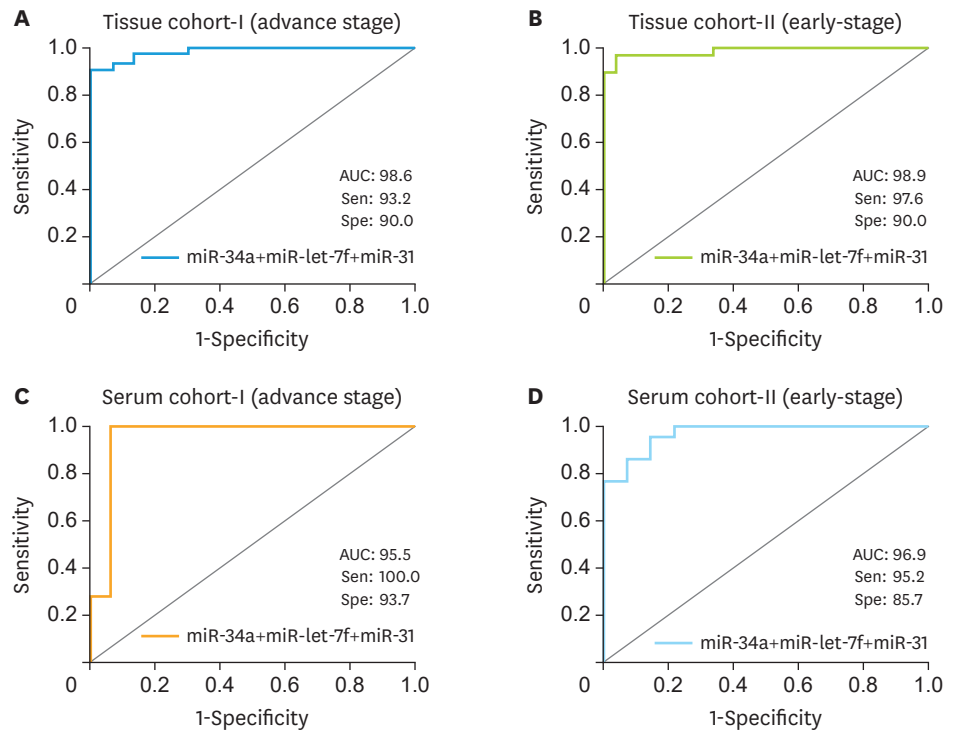 A Tissue cohort-I (advance stage)
1.0
0.8
0.6
0.4
0.2
0
0.2 0.4 0.6 0.8 1.0
Sensitivity
1-Specificity
AUC: 98.6
Sen: 93.2
Spe: 90.0
miR-34a+miR-let-7f+miR-31
B Tissue cohort-II (early-stage)
1.0
0.8
0.6
0.4
0.2
0
0.2 0.4 0.6 0.8 1.0
Sensitivity
1-Specificity
AUC: 98.9
Sen: 97.6
Spe: 90.0
miR-34a+miR-let-7f+miR-31
C Serum cohort-I (advance stage)
1.0
0.8
0.6
0.4
0.2
0
0.2 0.4 0.6 0.8 1.0
Sensitivity
1-Specificity
AUC: 95.5
Sen: 100.0
Spe: 93.7
miR-34a+miR-let-7f+miR-31
D Serum cohort-II (early-stage)
1.0
0.8
0.6
0.4
0.2
0
0.2 0.4 0.6 0.8 1.0
Sensitivity
1-Specificity
AUC: 96.9
Sen: 95.2
Spe: 85.7
miR-34a+miR-let-7f+miR-31